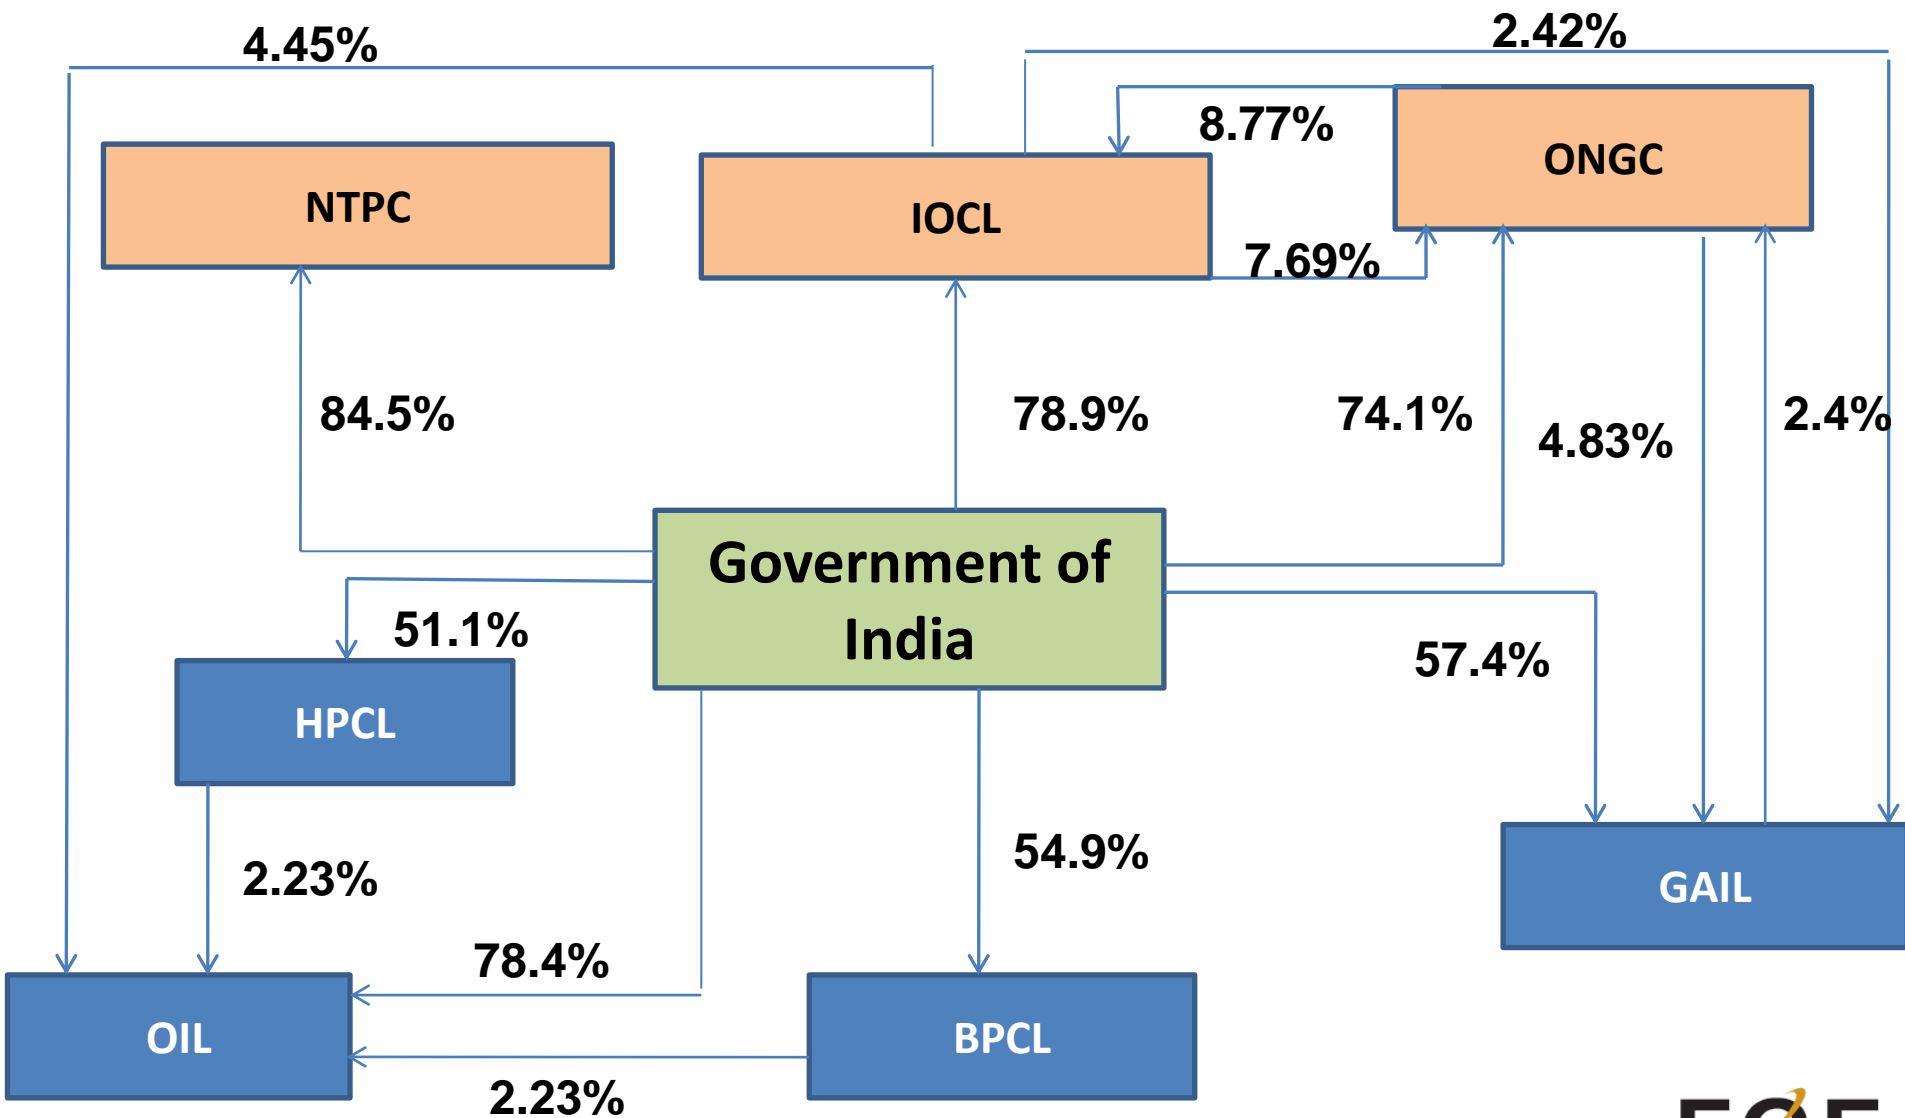 4.45%
2.42%
8.77%
ONGC
NTPC
IOCL
7.69%
84.5%
78.9%
74.1%
4.83%
2.4%
Government of
India
51.1%
57.4%
HPCL
2.23%
54.9%
GAIL
78.4%
OIL
BPCL
2.23%